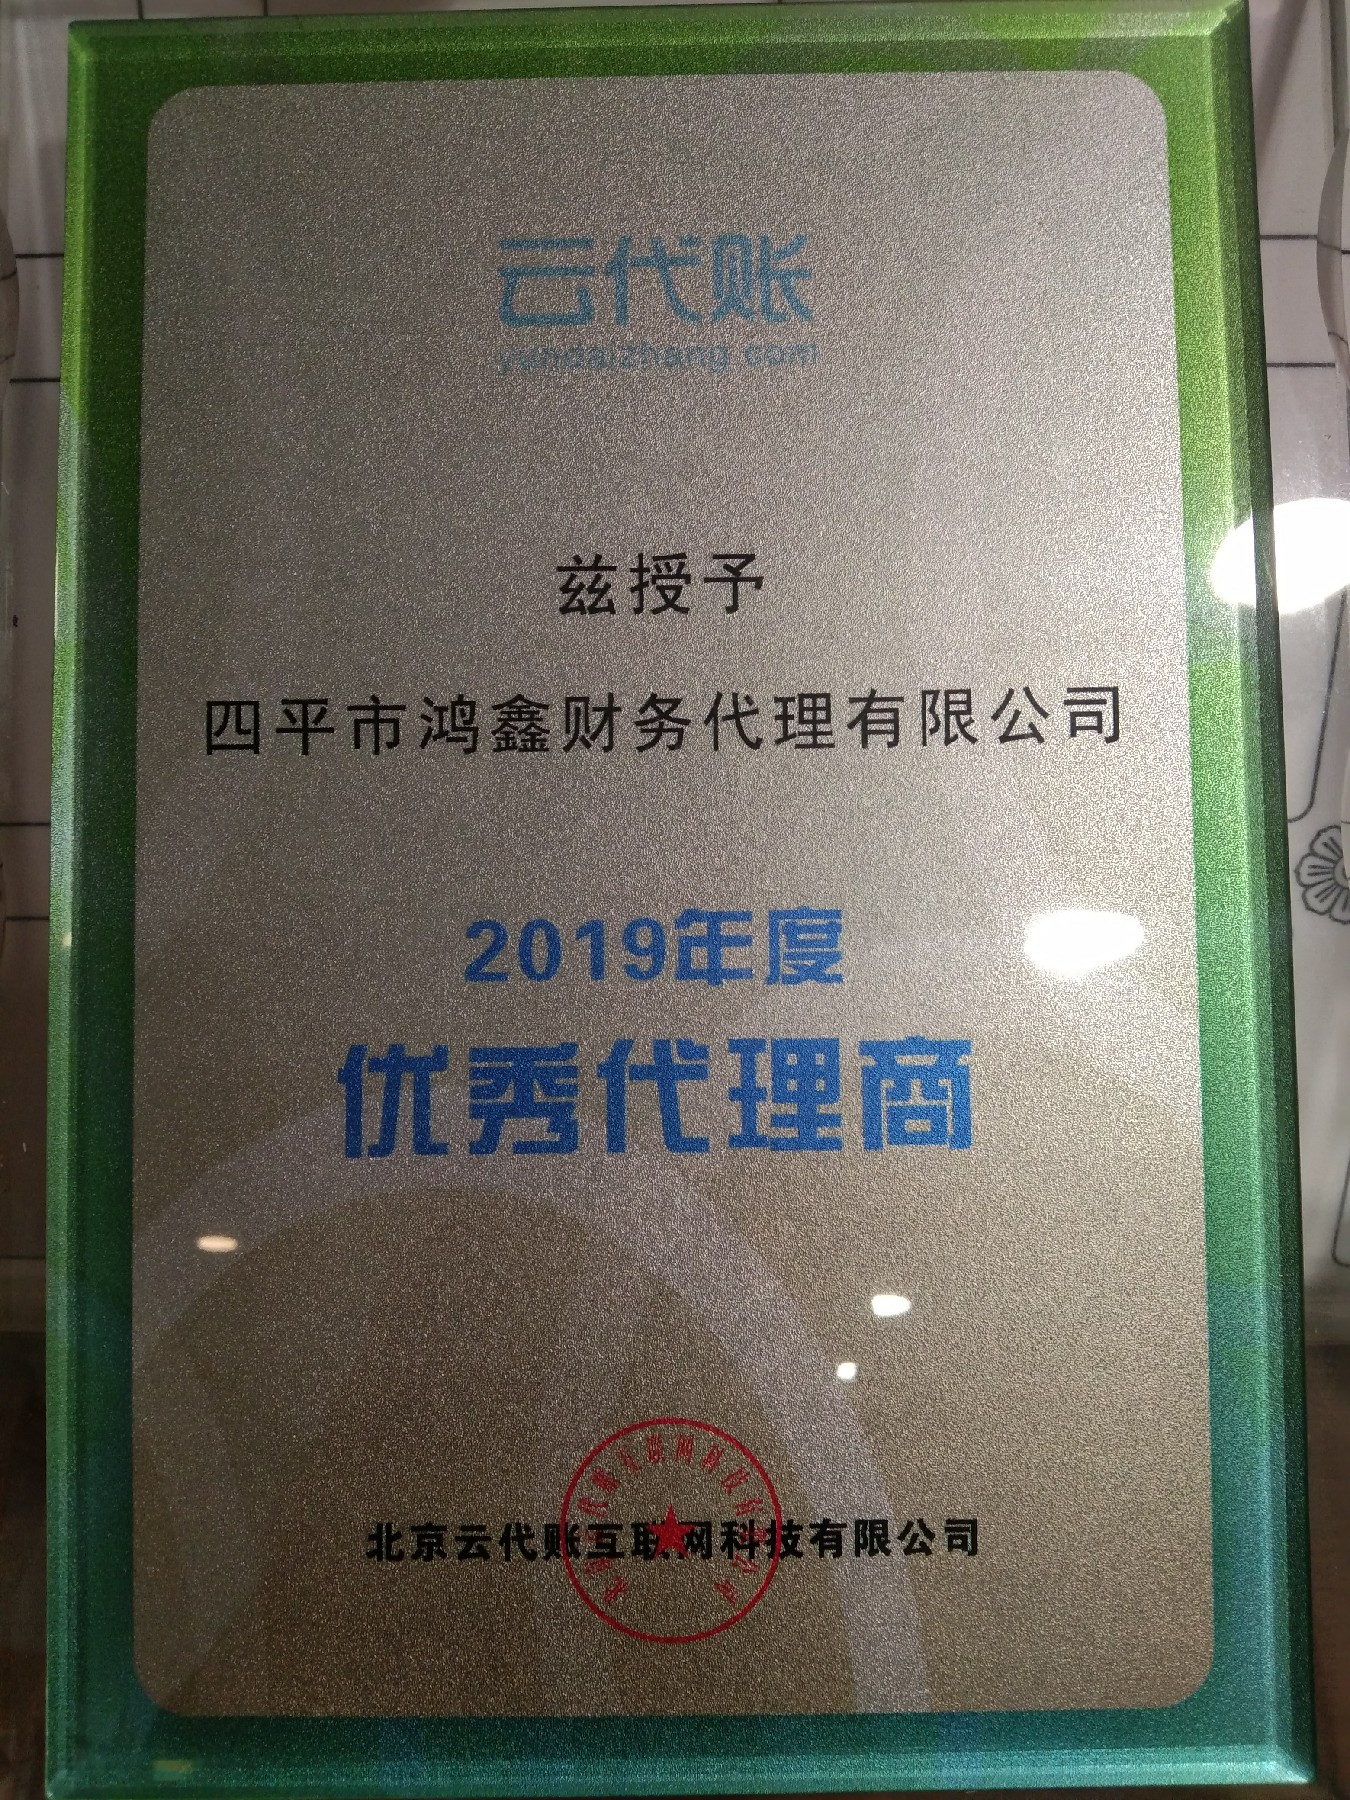 云代账
yundaizhang.com
兹授予
四平市鸿鑫财务代理有限公司
2019年度
优秀代理商
北京云代账互联网科技有限公司